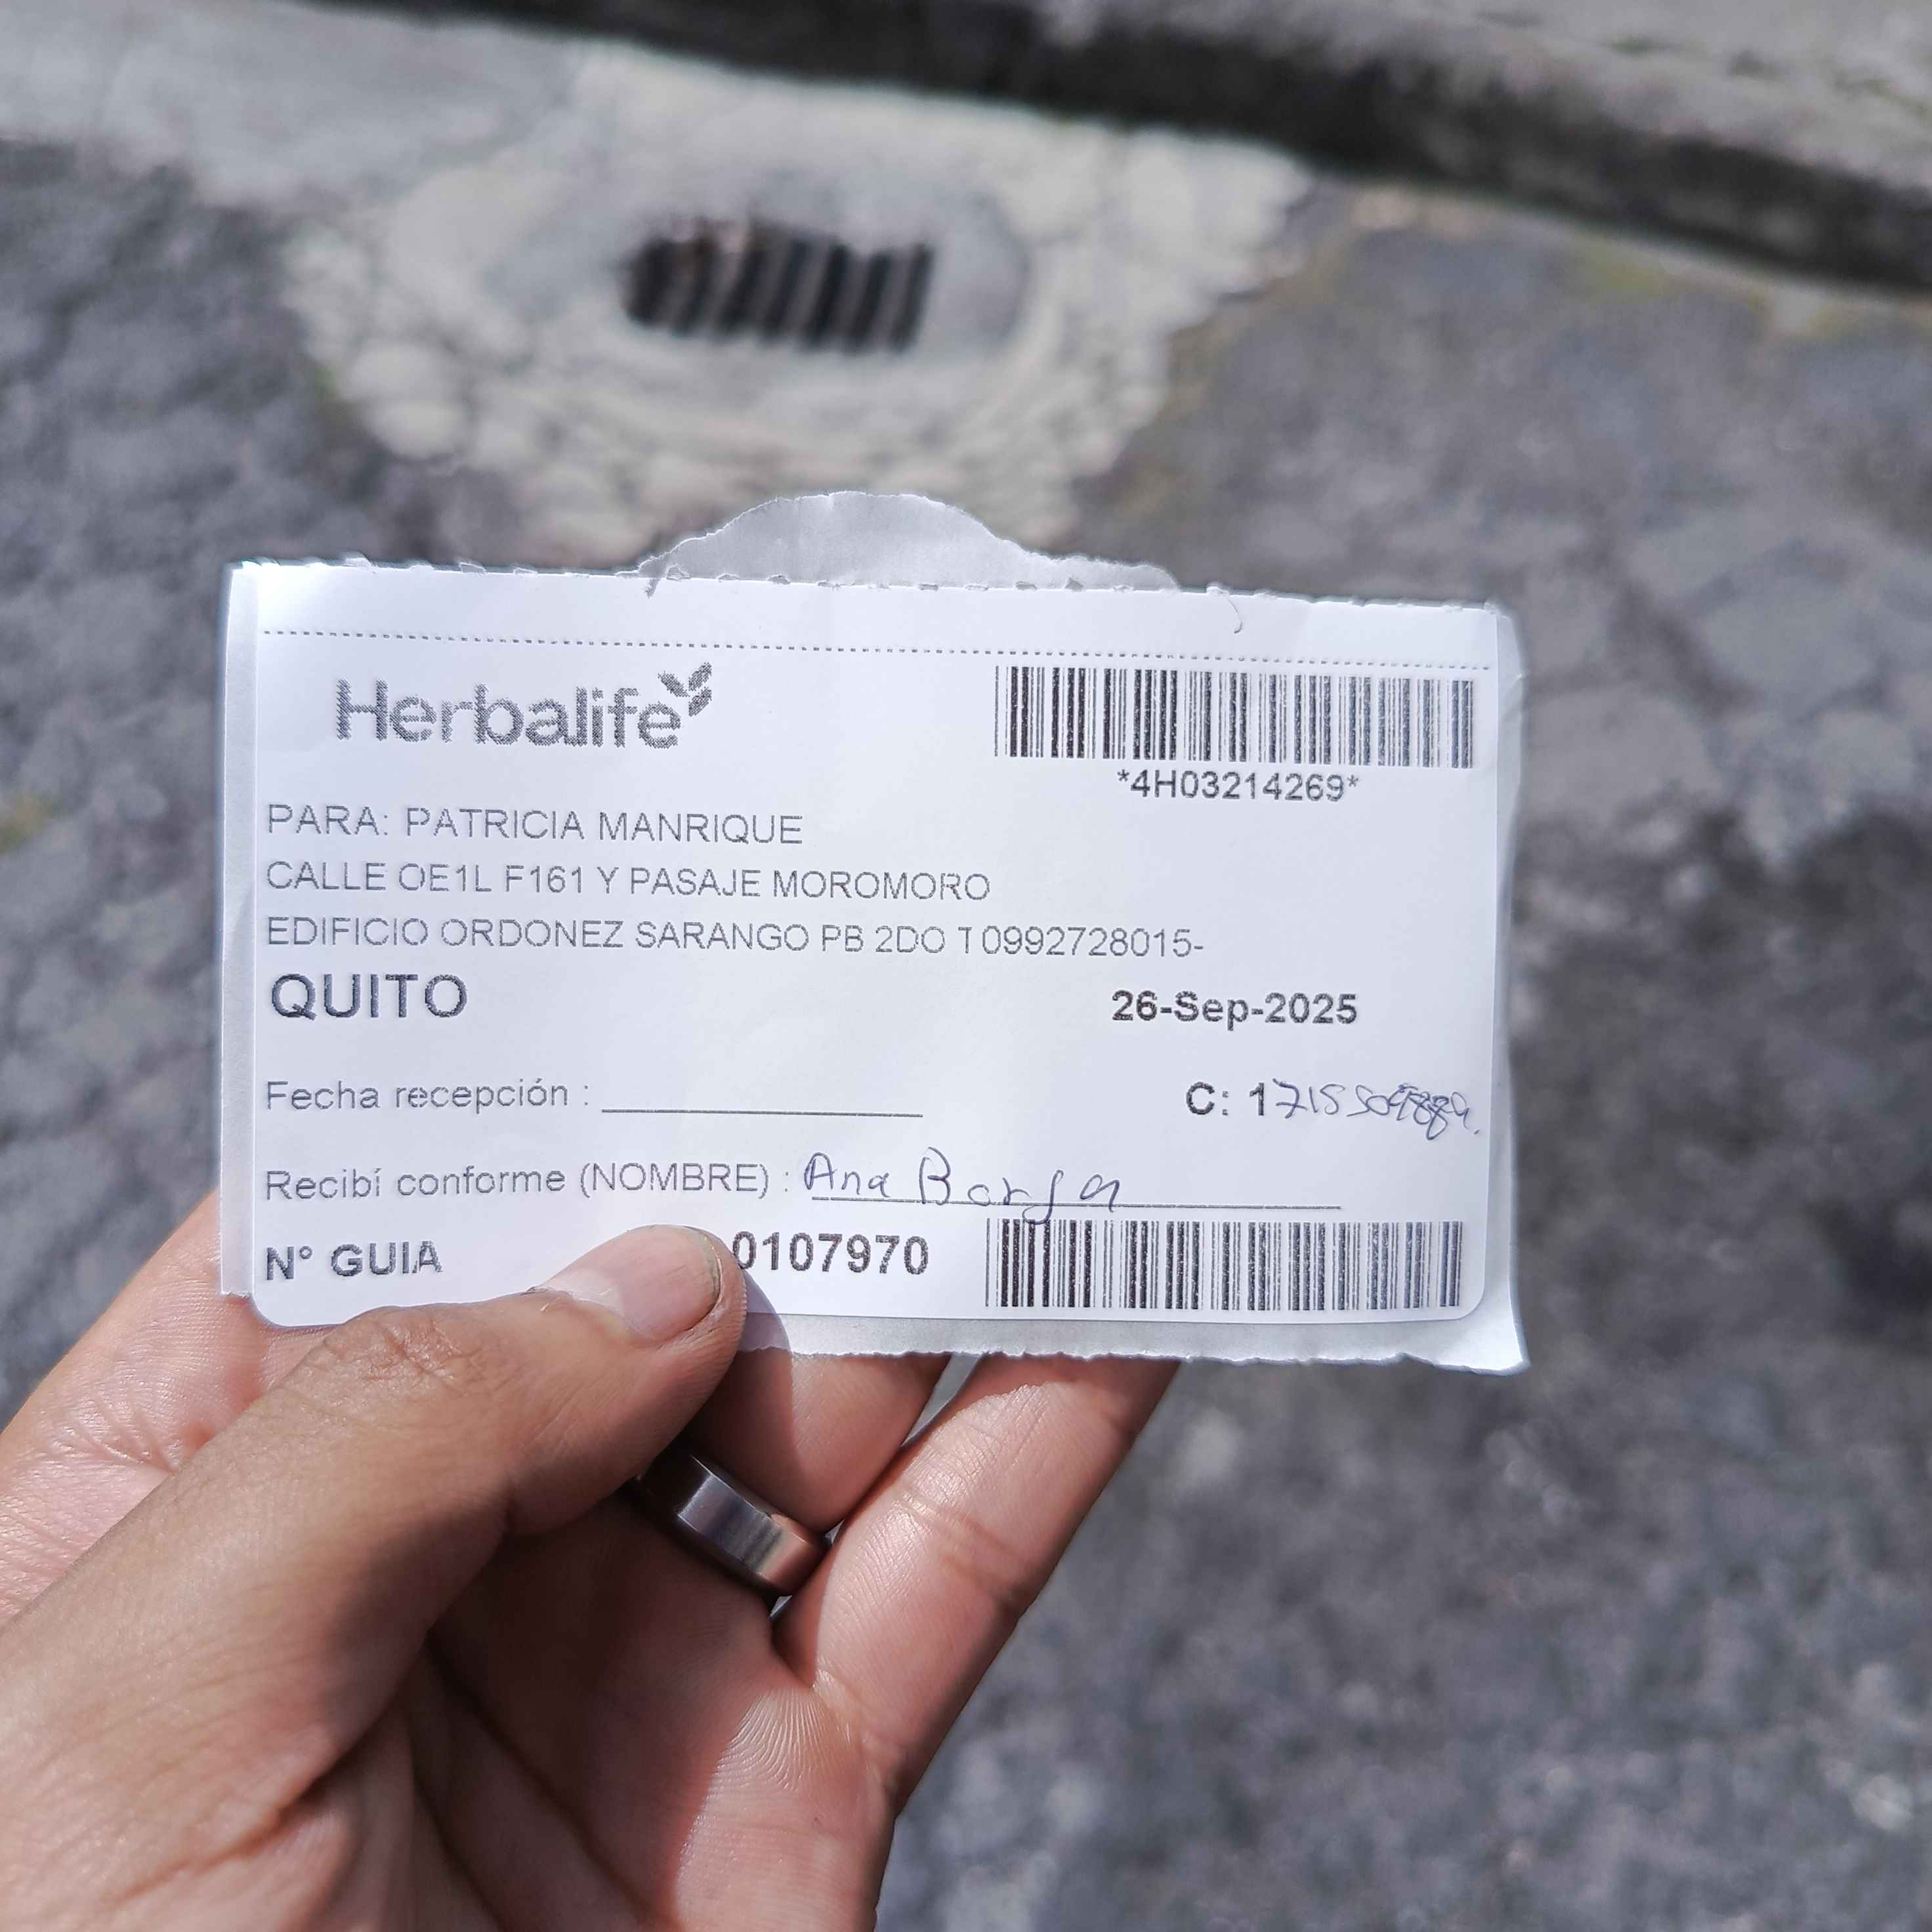 Herbalife
*4H03214269*
PARA: PATRICIA MANRIQUE
CALLE OE1L F161 Y PASAJE MOROMORO
EDIFICIO ORDONEZ SARANGO PB 2DO T 0992728015-
QUITO
26-Sep-2025
Fecha recepción :
C: 1
Recibí conforme (NOMBRE) : Ana Borja
N° GUIA 0107970